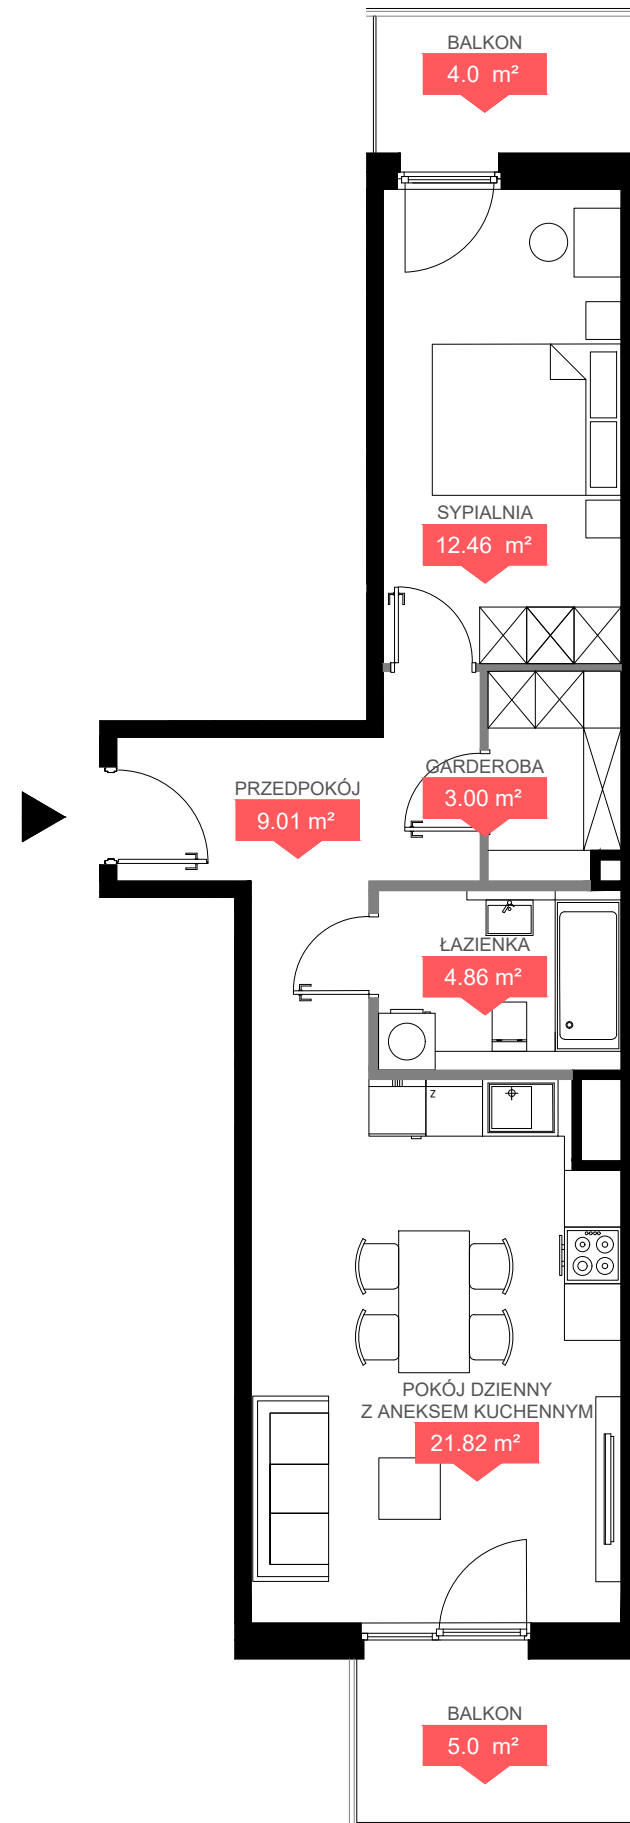 BALKON
4.0 m²
SYPIALNIA
12.46 m²
GARDEROBA
3.00 m²
PRZEDPOKÓJ
9.01 m²
ŁAZIENKA
4.86 m²
Z
POKÓJ DZIENNY
Z ANEKSEM KUCHENNYM
21.82 m²
BALKON
5.0 m²